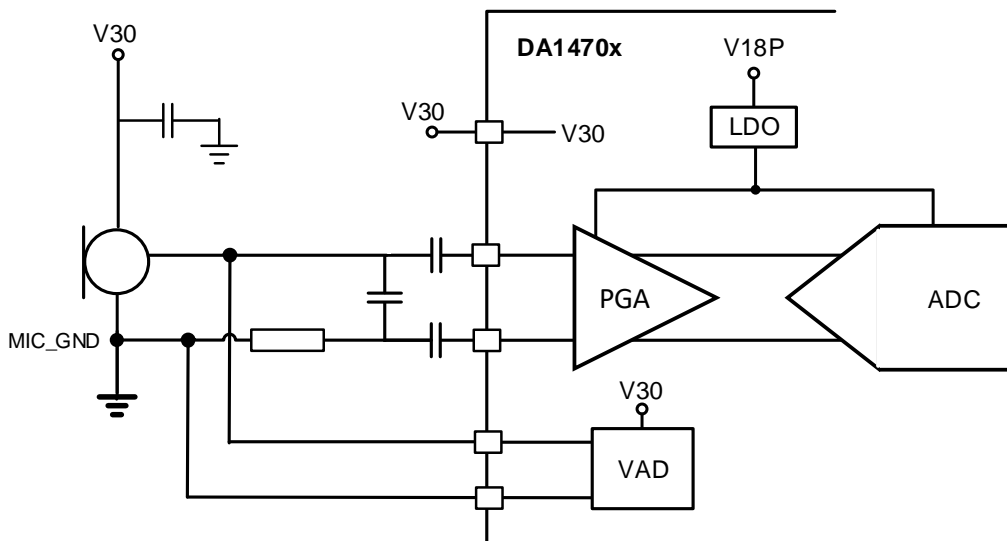 V30
DA1470x
V18P
V30
V30
LDO
PGA
ADC
MIC_GND
V30
VAD